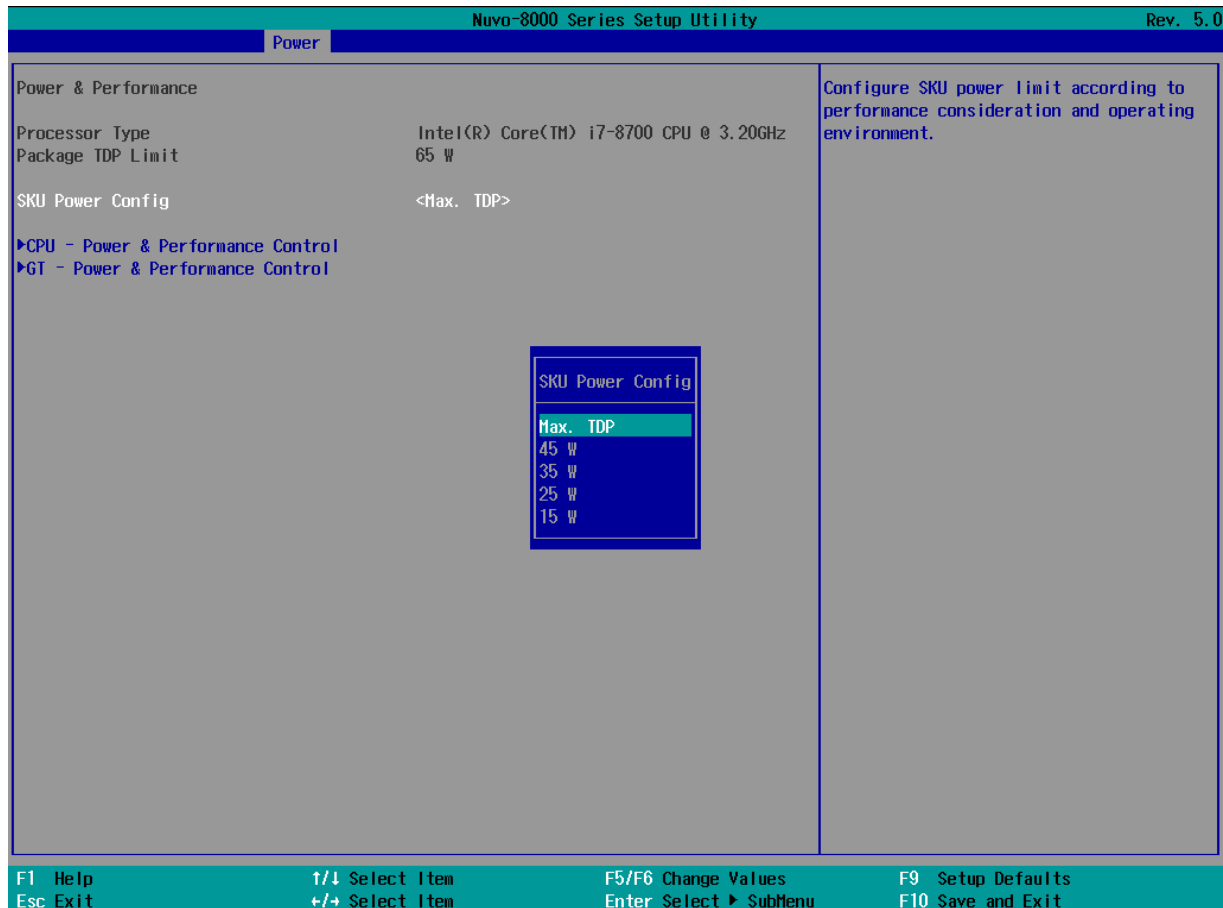 Nuvo-8000 Series Setup Utility Rev. 5.0
Power
Power & Performance
Processor Type Intel(R) Core(TM) i7-8700 CPU @ 3.20GHz
Package TDP Limit 65 W
SKU Power Config <Max. TDP>
▶CPU - Power & Performance Control
▶GT - Power & Performance Control
Configure SKU power limit according to
performance consideration and operating
environment.
SKU Power Config
Max. TDP
45 W
35 W
25 W
15 W
F1 Help ↑/↓ Select Item F5/F6 Change Values F9 Setup Defaults
Esc Exit ←/→ Select Item Enter Select ▶ SubMenu F10 Save and Exit